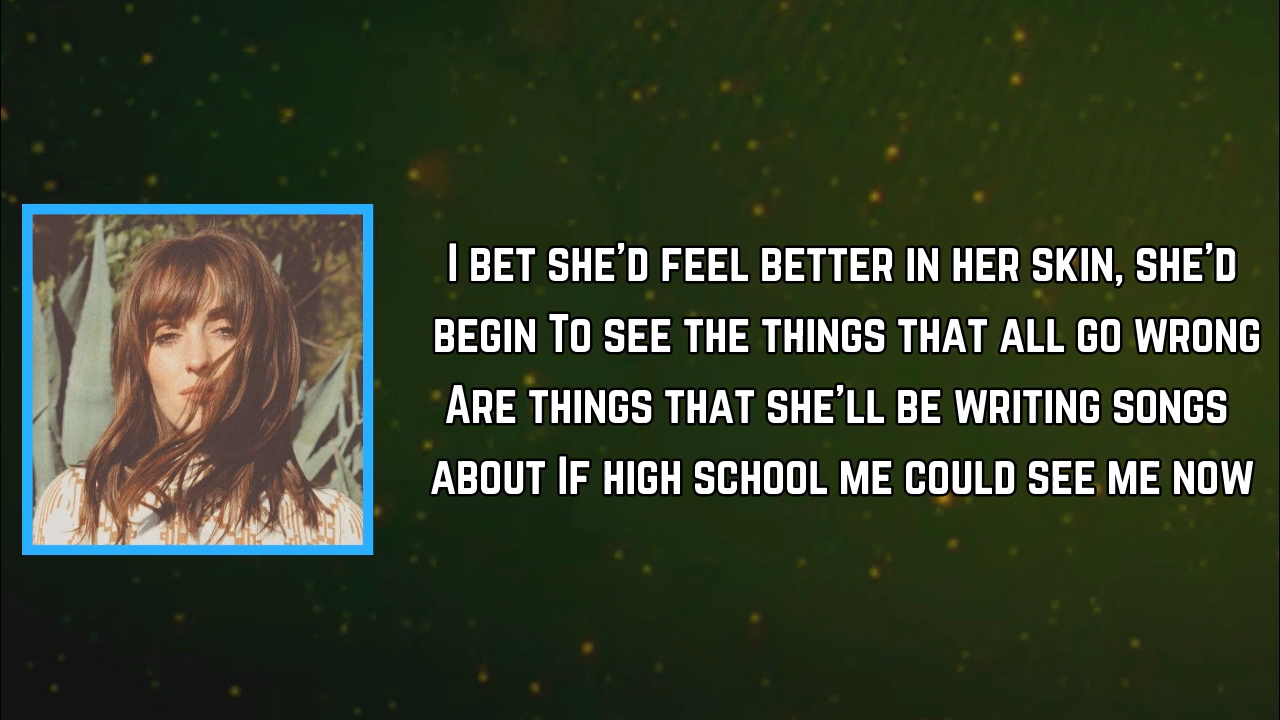 I bet she'd feel better in her skin, she'd
begin To see the things that all go wrong
Are things that she'll be writing songs
about If high school me could see me now